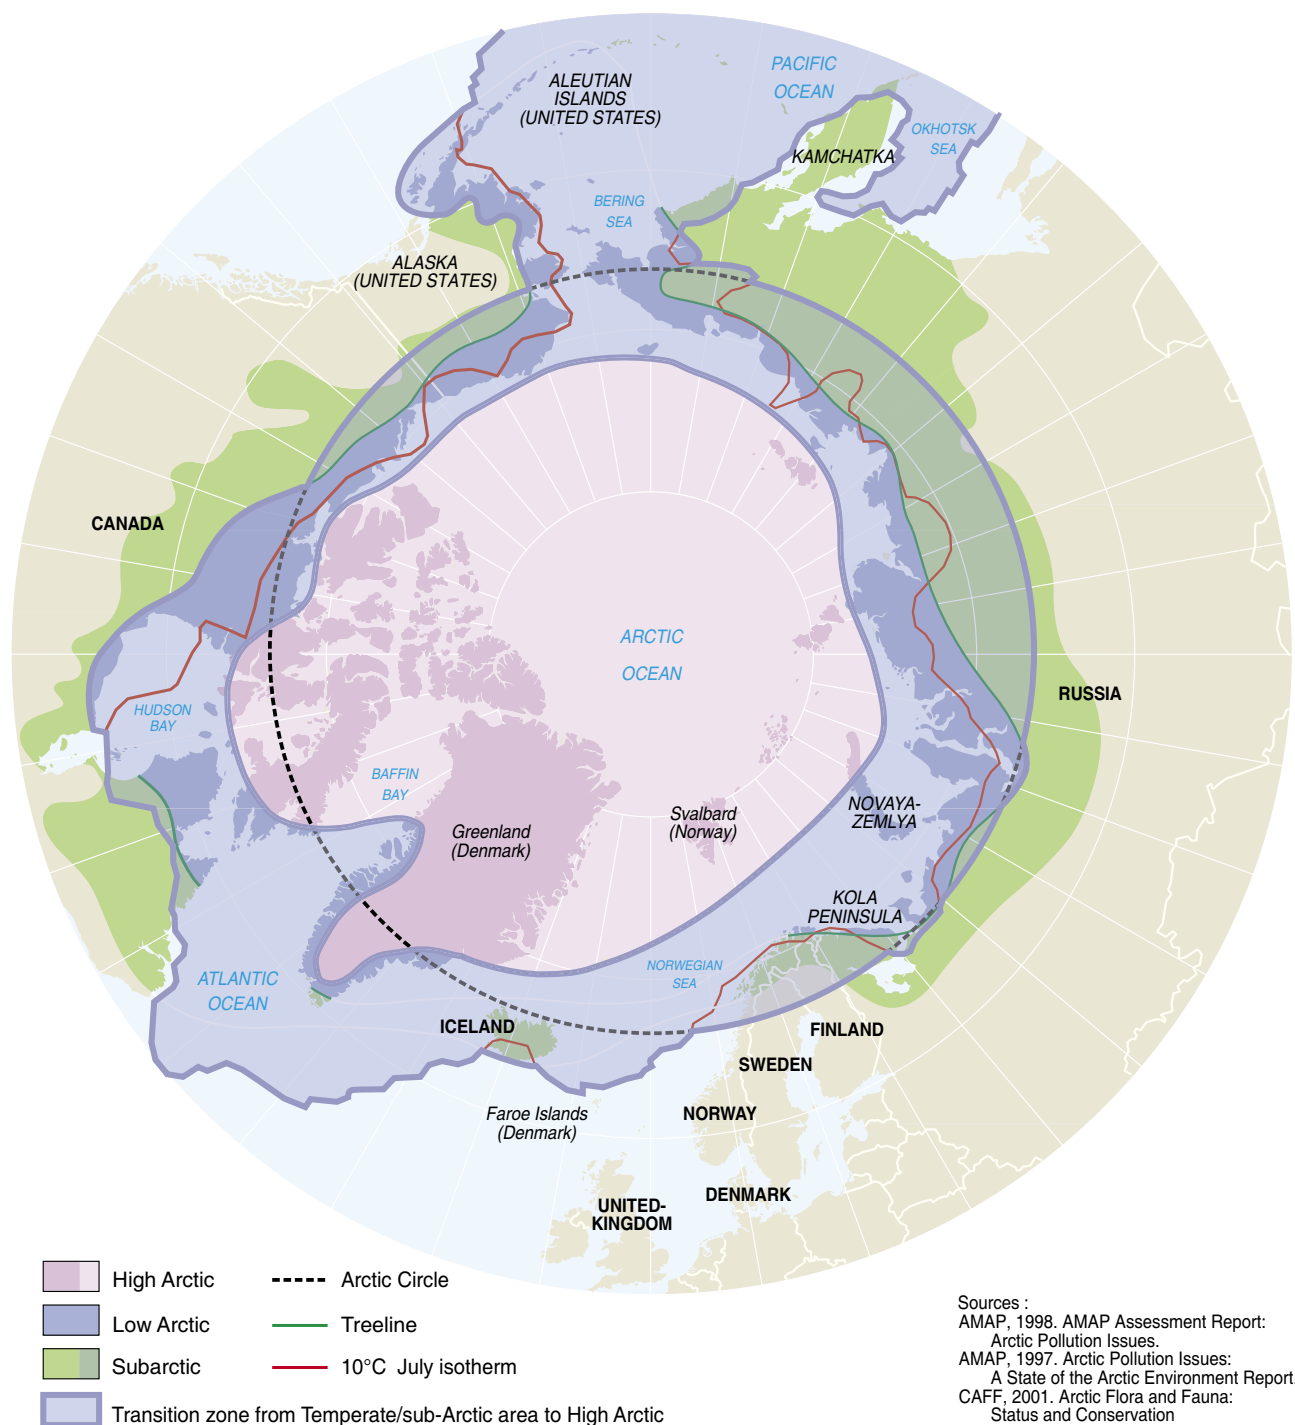 PACIFIC
OCEAN
ALEUTIAN
ISLANDS
(UNITED STATES)
OKHOTSK
SEA
KAMCHATKA
BERING
SEA
ALASKA
(UNITED STATES)
CANADA
ARCTIC
OCEAN
RUSSIA
HUDSON
BAY
BAFFIN
BAY
NOVAYA-
ZEMLYA
Svalbard
(Norway)
Greenland
(Denmark)
KOLA
PENINSULA
NORWEGIAN
SEA
ATLANTIC
OCEAN
ICELAND
FINLAND
SWEDEN
Faroe Islands
(Denmark)
NORWAY
DENMARK
UNITED-
KINGDOM
High Arctic
Arctic Circle
Low Arctic
Treeline
Subarctic
10°C July isotherm
Transition zone from Temperate/sub-Arctic area to High Arctic
Sources :
AMAP, 1998. AMAP Assessment Report:
Arctic Pollution Issues.
AMAP, 1997. Arctic Pollution Issues:
A State of the Arctic Environment Report.
CAFF, 2001. Arctic Flora and Fauna:
Status and Conservation